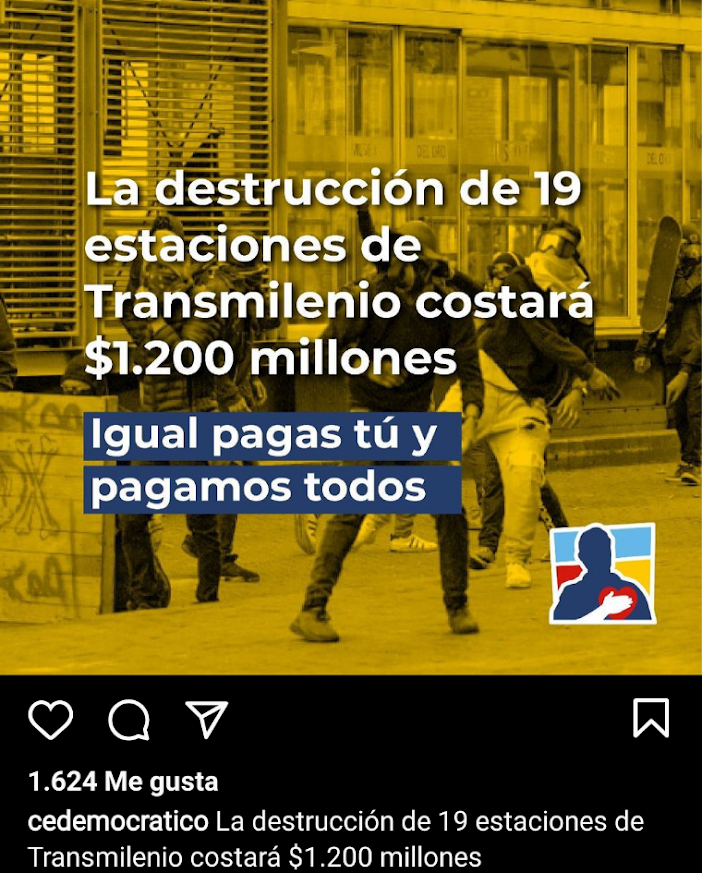 La destrucción de 19
estaciones de
Transmilenio costará
$1.200 millones
Igual pagas tú y
pagamos todos
1.624 Me gusta
cedemocratico La destrucción de 19 estaciones de
Transmilenio costará $1.200 millones